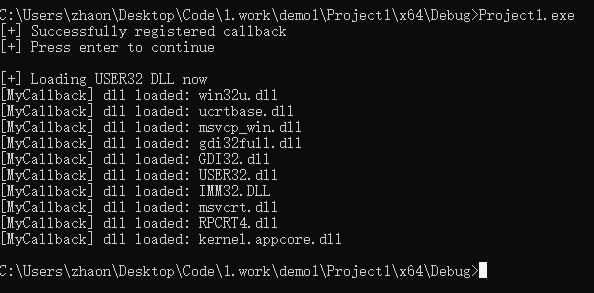 C:\Users\zhaon\Desktop\Code\1.work\demo1\Project1\x64\Debug>Project1.exe
[+] Successfully registered callback
[+] Press enter to continue
[+] Loading USER32 DLL now
[MyCallback] dll loaded: win32u.dll
[MyCallback] dll loaded: ucrtbase.dll
[MyCallback] dll loaded: msvcp_win.dll
[MyCallback] dll loaded: gdi32full.dll
[MyCallback] dll loaded: GDI32.dll
[MyCallback] dll loaded: USER32.dll
[MyCallback] dll loaded: IMM32.DLL
[MyCallback] dll loaded: msvcrt.dll
[MyCallback] dll loaded: RPCRT4.dll
[MyCallback] dll loaded: kernel.appcore.dll
C:\Users\zhaon\Desktop\Code\1.work\demo1\Project1\x64\Debug>